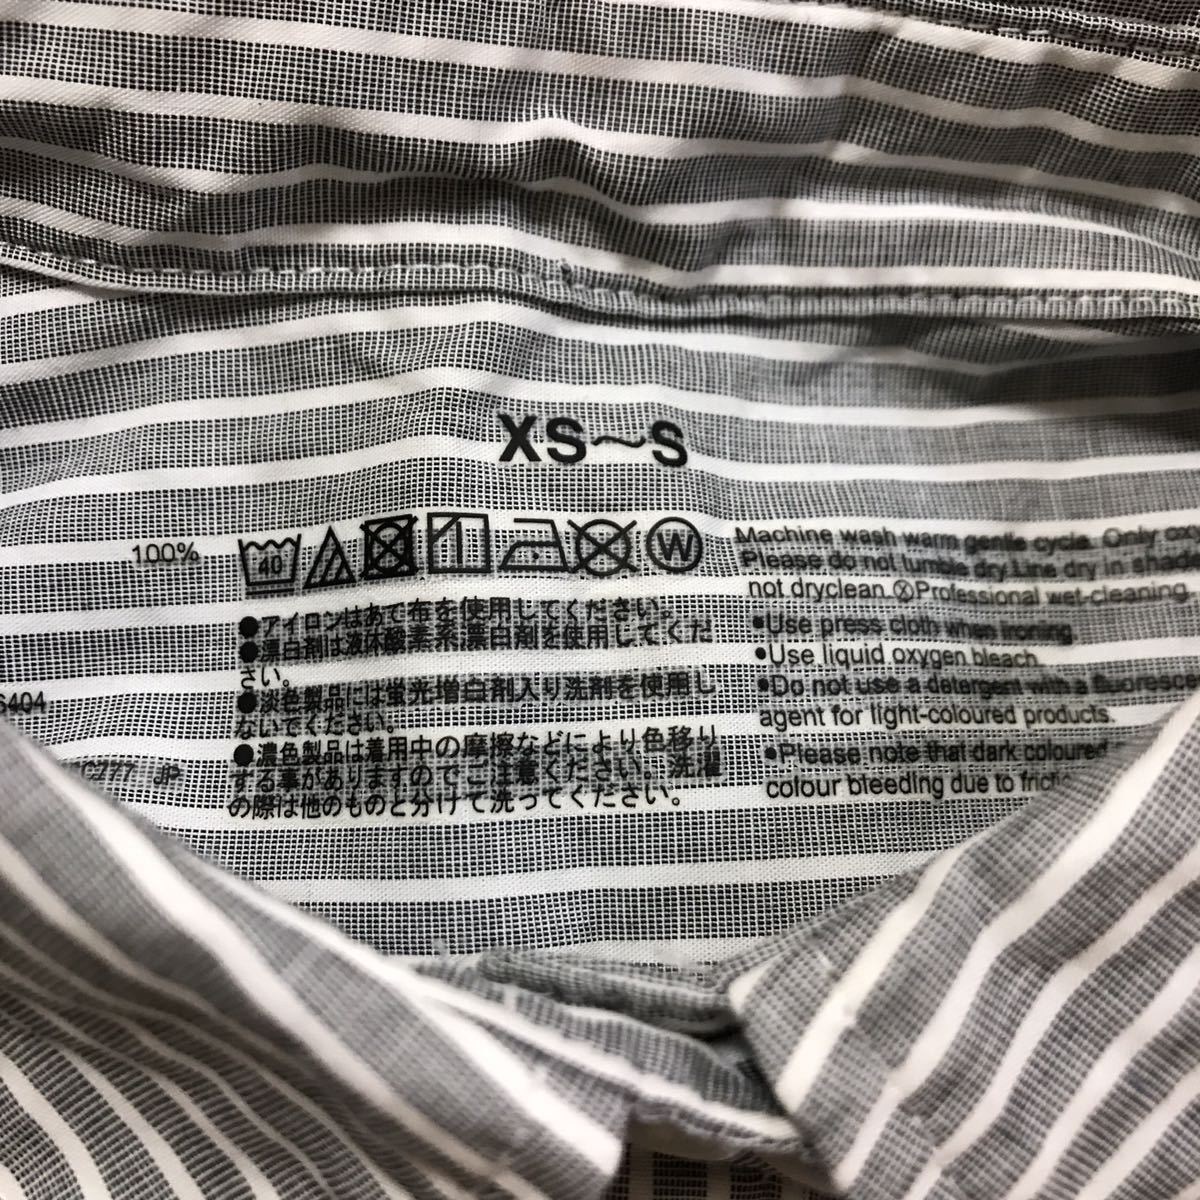 XS～S
100%
40
W
6404
C277 JP
●アイロンはあて布を使用してください。
●漂白剤は液体酸素系漂白剤を使用してくだ
さい。
●淡色製品には蛍光増白剤入り洗剤を使用し
ないでください。
●濃色製品は着用中の摩擦などにより色移り
する事がありますのでご注意ください。洗濯
の際は他のものと分けて洗ってください。
Machine wash warm gentle cycle. Only
Please do not tumble dry Line dry in
not dryclean.ⓧProfessional wet-cleaning
●Use press cloth when ironing
●Use liquid oxygen bleach.
●Do not use a detergent with a
agent for light-coloured products.
●Please note that dark coloured
colour bleeding due to